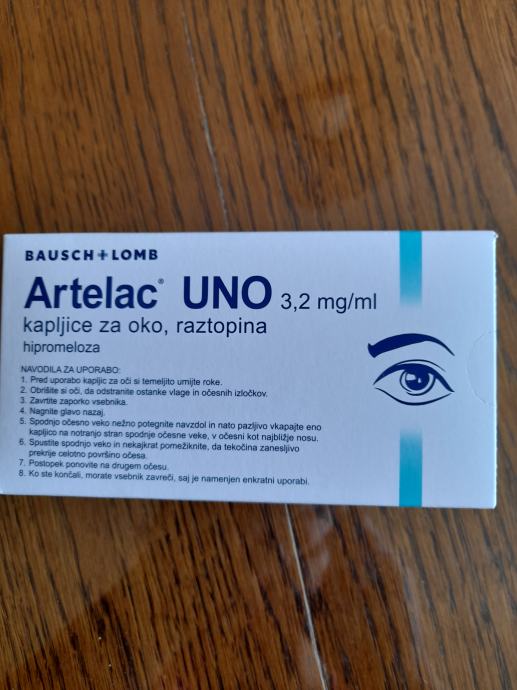 BAUSCH+LOMB
Artelac® UNO 3,2 mg/ml
kapljice za oko, raztopina
hipromeloza
NAVODILA ZA UPORABO:
1. Pred uporabo kapljic za oči si temeljito umijte roke.
2. Obrišite si oči, da odstranite ostanke vlage in očesnih izločkov.
3. Zavrtite zaporko vsebnika.
4. Nagnite glavo nazaj.
5. Spodnjo očesno veko nežno potegnite navzdol in nato pazljivo vkapajte eno
kapljico na notranjo stran spodnje očesne veke, v očesni kot najbližje nosu.
6. Spustite spodnjo veko in nekajkrat pomežiknite, da tekočina zanesljivo
prekrije celotno površino očesa.
7. Postopek ponovite na drugem očesu.
8. Ko ste končali, morate vsebnik zavreči, saj je namenjen enkratni uporabi.